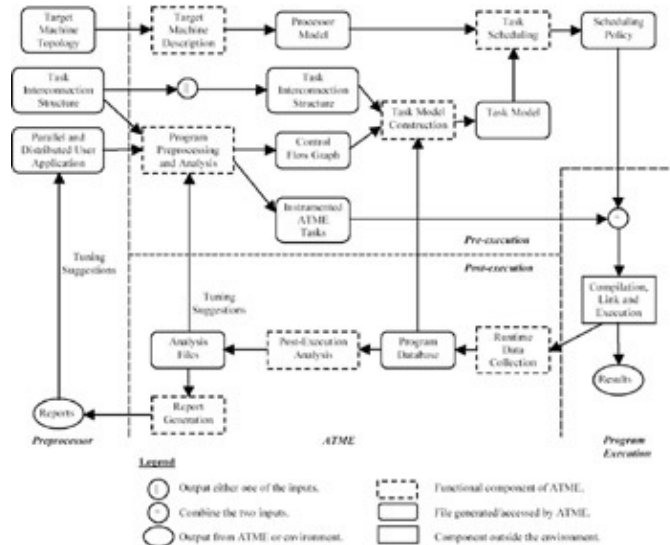 Target
Machine
Topology
Target
Machine
Description
Processor
Model
Task
Scheduling
Scheduling
Policy
Task
Interconnection
Structure
Task
Interconnection
Structure
Task Model
Construction
Task Model
Parallel and
Distributed User
Application
Program
Preprocessing
and Analysis
Control
Flow Graph
Instrumented
ATME
Tasks
Pre-execution
Post-execution
Tuning
Suggestions
Tuning
Suggestions
Compilation,
Link and
Execution
Analysis
Files
Post-Execution
Analysis
Program
Database
Runtime
Data
Collection
Results
Reports
Report
Generation
Preprocessor
ATME
Program
Execution
Legend
Output either one of the inputs.
Functional component of ATME.
Combine the two inputs.
File generated/accessed by ATME.
Output from ATME or environment.
Component outside the environment.